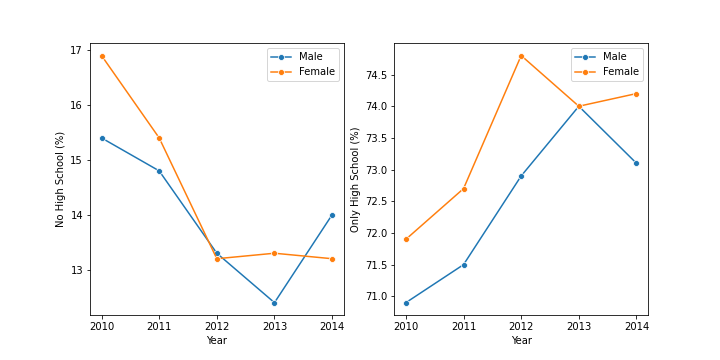 No High School (%)
17
16
15
14
13
2010 2011 2012 2013 2014
Year
Male
Female
Only High School (%)
74.5
74.0
73.5
73.0
72.5
72.0
71.5
71.0
2010 2011 2012 2013 2014
Year
Male
Female